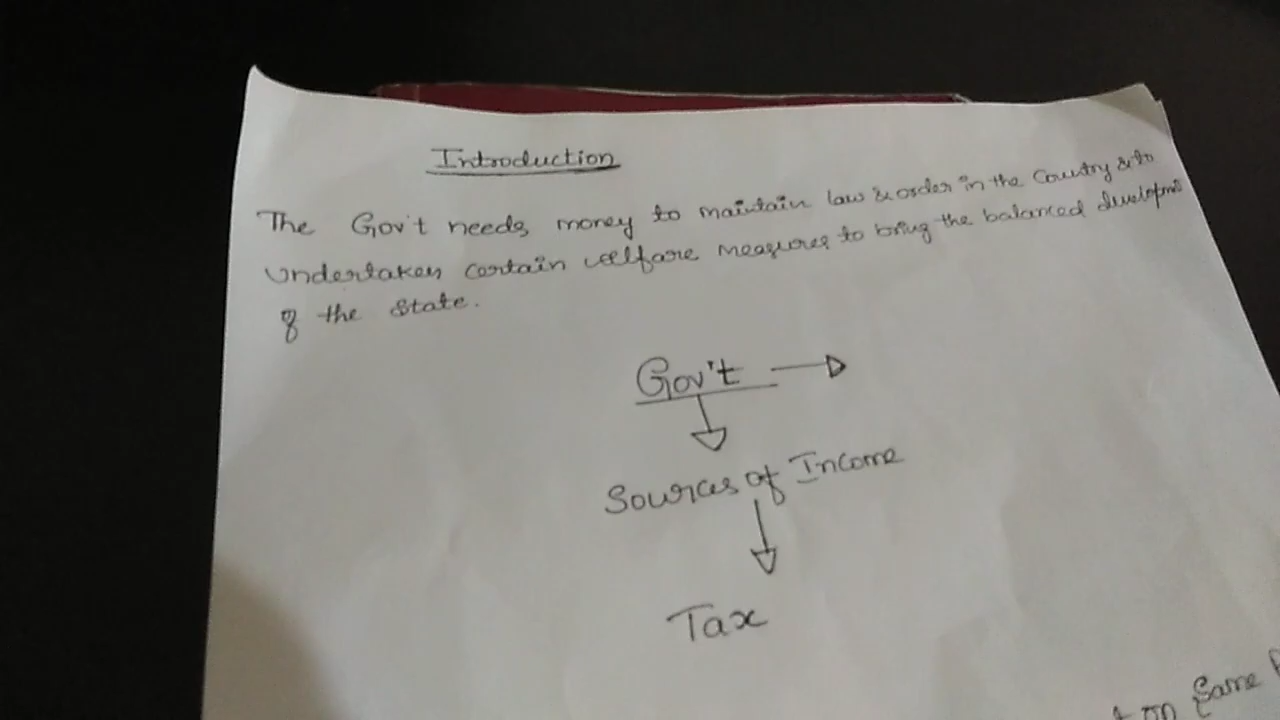 Introduction
The Gov't needs money to maintain law & order in the Country & to
undertakes certain welfare measures to bring the balanced
of the State.
Gov't
Sources of Income
Tax
Same